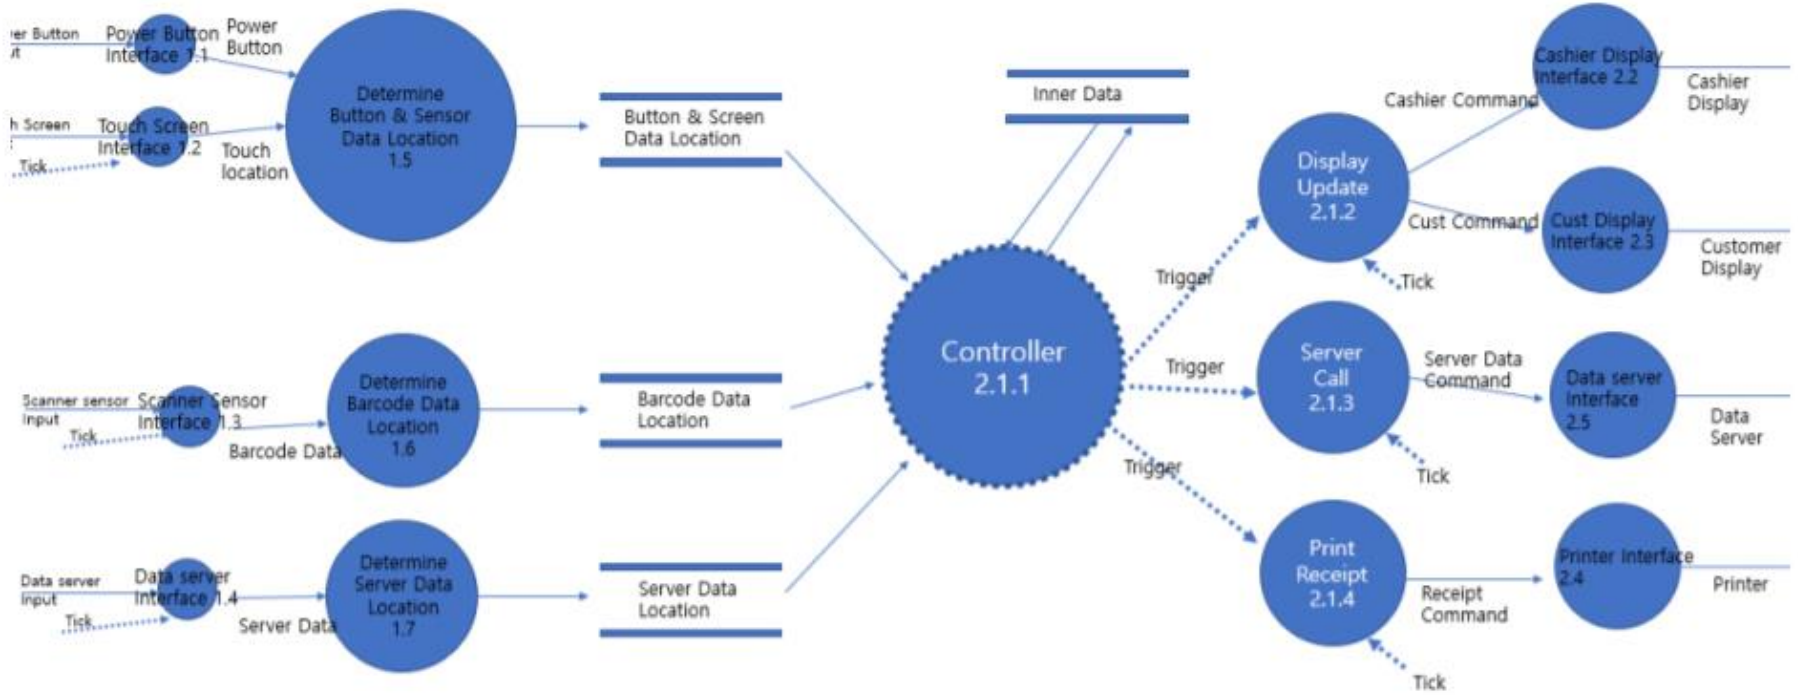 Power Button
Interface 1.1
Power
Button
Touch Screen
Interface 1.2
Tick
Touch
location
Determine
Button & Sensor
Data Location
1.5
Button & Screen
Data Location
Scanner sensor
Input
Tick
Scanner Sensor
Interface 1.3
Barcode Data
Determine
Barcode Data
Location
1.6
Barcode Data
Location
Data server
Input
Tick
Data server
Interface 1.4
Server Data
Determine
Server Data
Location
1.7
Server Data
Location
Inner Data
Controller
2.1.1
Trigger
Trigger
Trigger
Display
Update
2.1.2
Tick
Cashier Command
Cust Command
Cashier Display
Interface 2.2
Cashier
Display
Cust Display
Interface 2.3
Customer
Display
Server
Call
2.1.3
Tick
Server Data
Command
Data server
Interface
2.5
Data
Server
Print
Receipt
2.1.4
Tick
Receipt
Command
Printer Interface
2.4
Printer